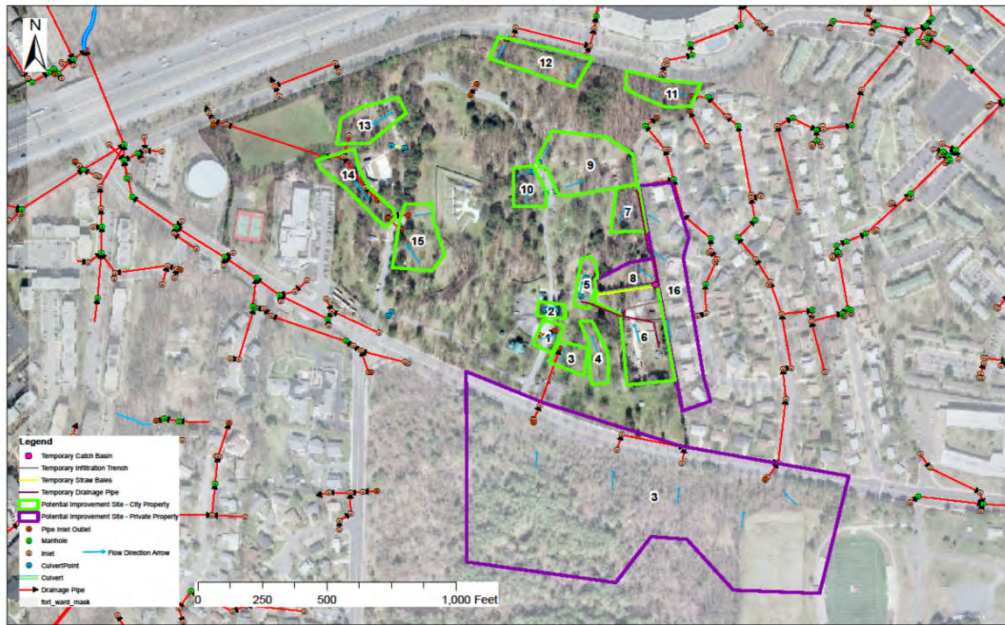 N
12
11
13
9
14
10
7
15
8
16
5
2
1
6
3
4
3
Legend
Temporary Catch Basin
Temporary Infiltration Trench
Temporary Straw Bales
Temporary Drainage Pipe
Potential Improvement Site - City Property
Potential Improvement Site - Private Property
Pipe Inlet Outlet
Manhole
Inlet
Flow Direction Arrow
CulvertPoint
Culvert
Drainage Pipe
fort_ward_mask
0 250 500 1,000 Feet